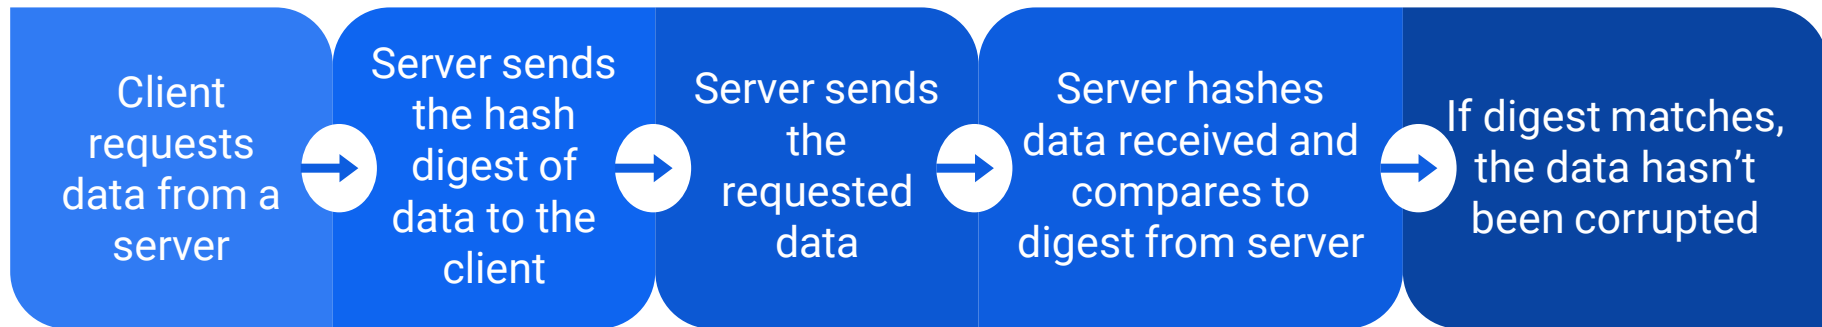 Client
requests
data from a
server
Server sends
the hash
digest of
data to the
client
Server sends
the
requested
data
Server hashes
data received and
compares to
digest from server
If digest matches,
the data hasn’t
been corrupted